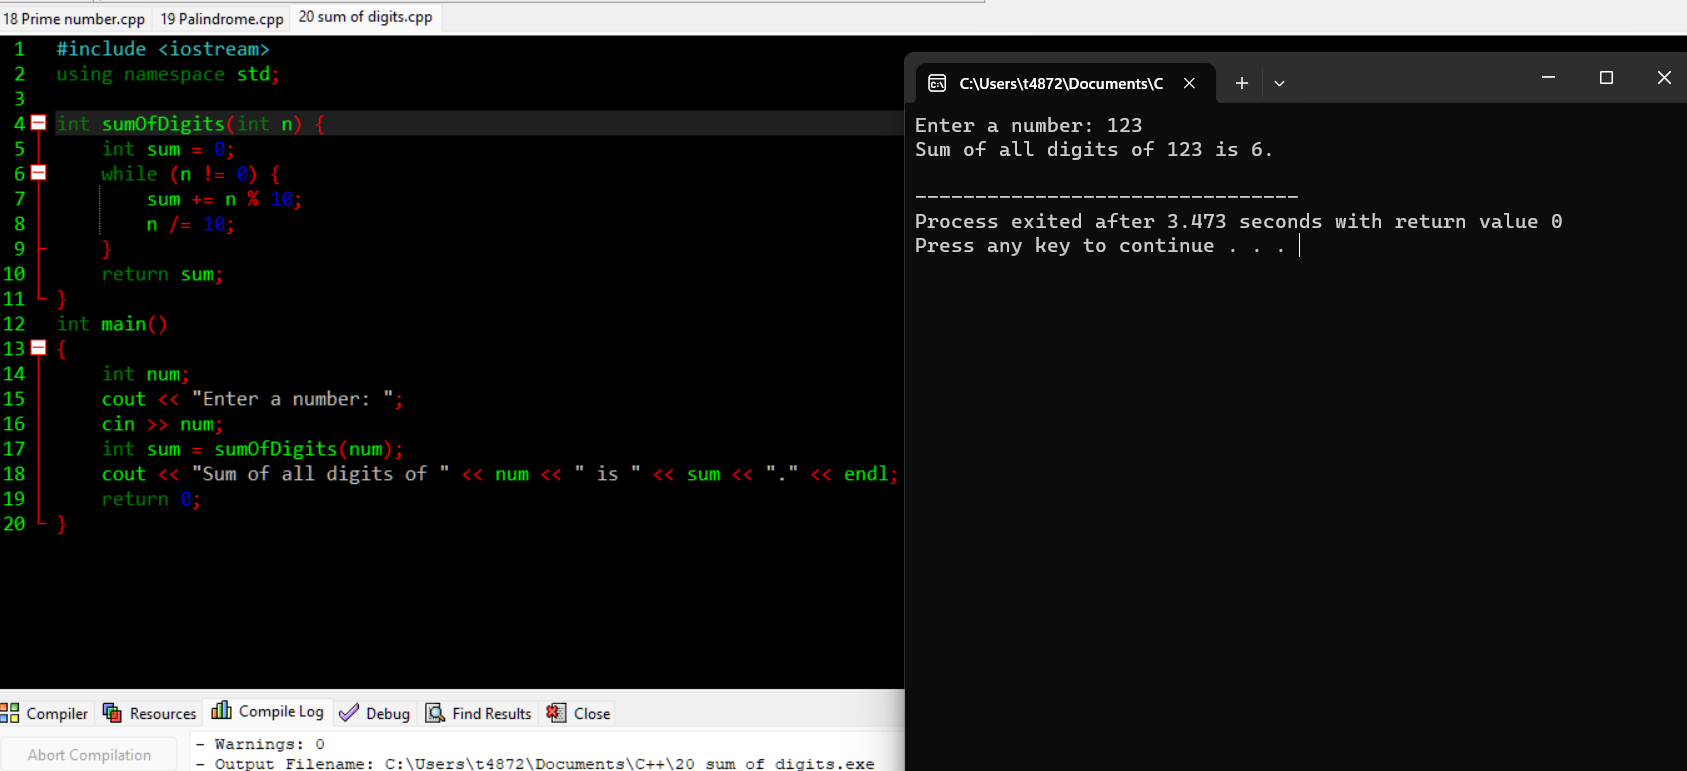 18 Prime number.cpp 19 Palindrome.cpp 20 sum of digits.cpp
1 #include <iostream>
2 using namespace std;
3
4 int sumOfDigits(int n) {
5 int sum = 0;
6 while (n != 0) {
7 sum += n % 10;
8 n /= 10;
9 }
10 return sum;
11 }
12 int main()
13 {
14 int num;
15 cout << "Enter a number: ";
16 cin >> num;
17 int sum = sumOfDigits(num);
18 cout << "Sum of all digits of " << num << " is " << sum << "." << endl;
19 return 0;
20 }
C:\Users\t4872\Documents\C
Enter a number: 123
Sum of all digits of 123 is 6.
--------------------------------
Process exited after 3.473 seconds with return value 0
Press any key to continue . . .
Compiler Resources Compile Log Debug Find Results Close
Abort Compilation
- Warnings: 0
- Output Filename: C:\Users\t4872\Documents\C++\20 sum of digits.exe